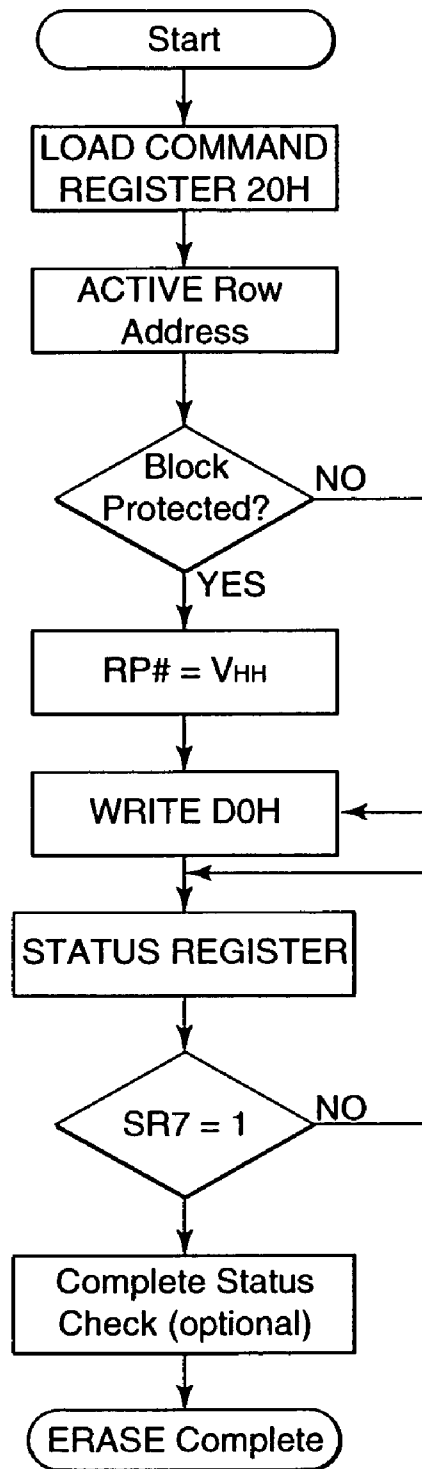 Start
LOAD COMMAND
REGISTER 20H
ACTIVE Row
Address
Block
Protected?
NO
YES
RP# = VHH
WRITE D0H
STATUS REGISTER
SR7 = 1
NO
Complete Status
Check (optional)
ERASE Complete